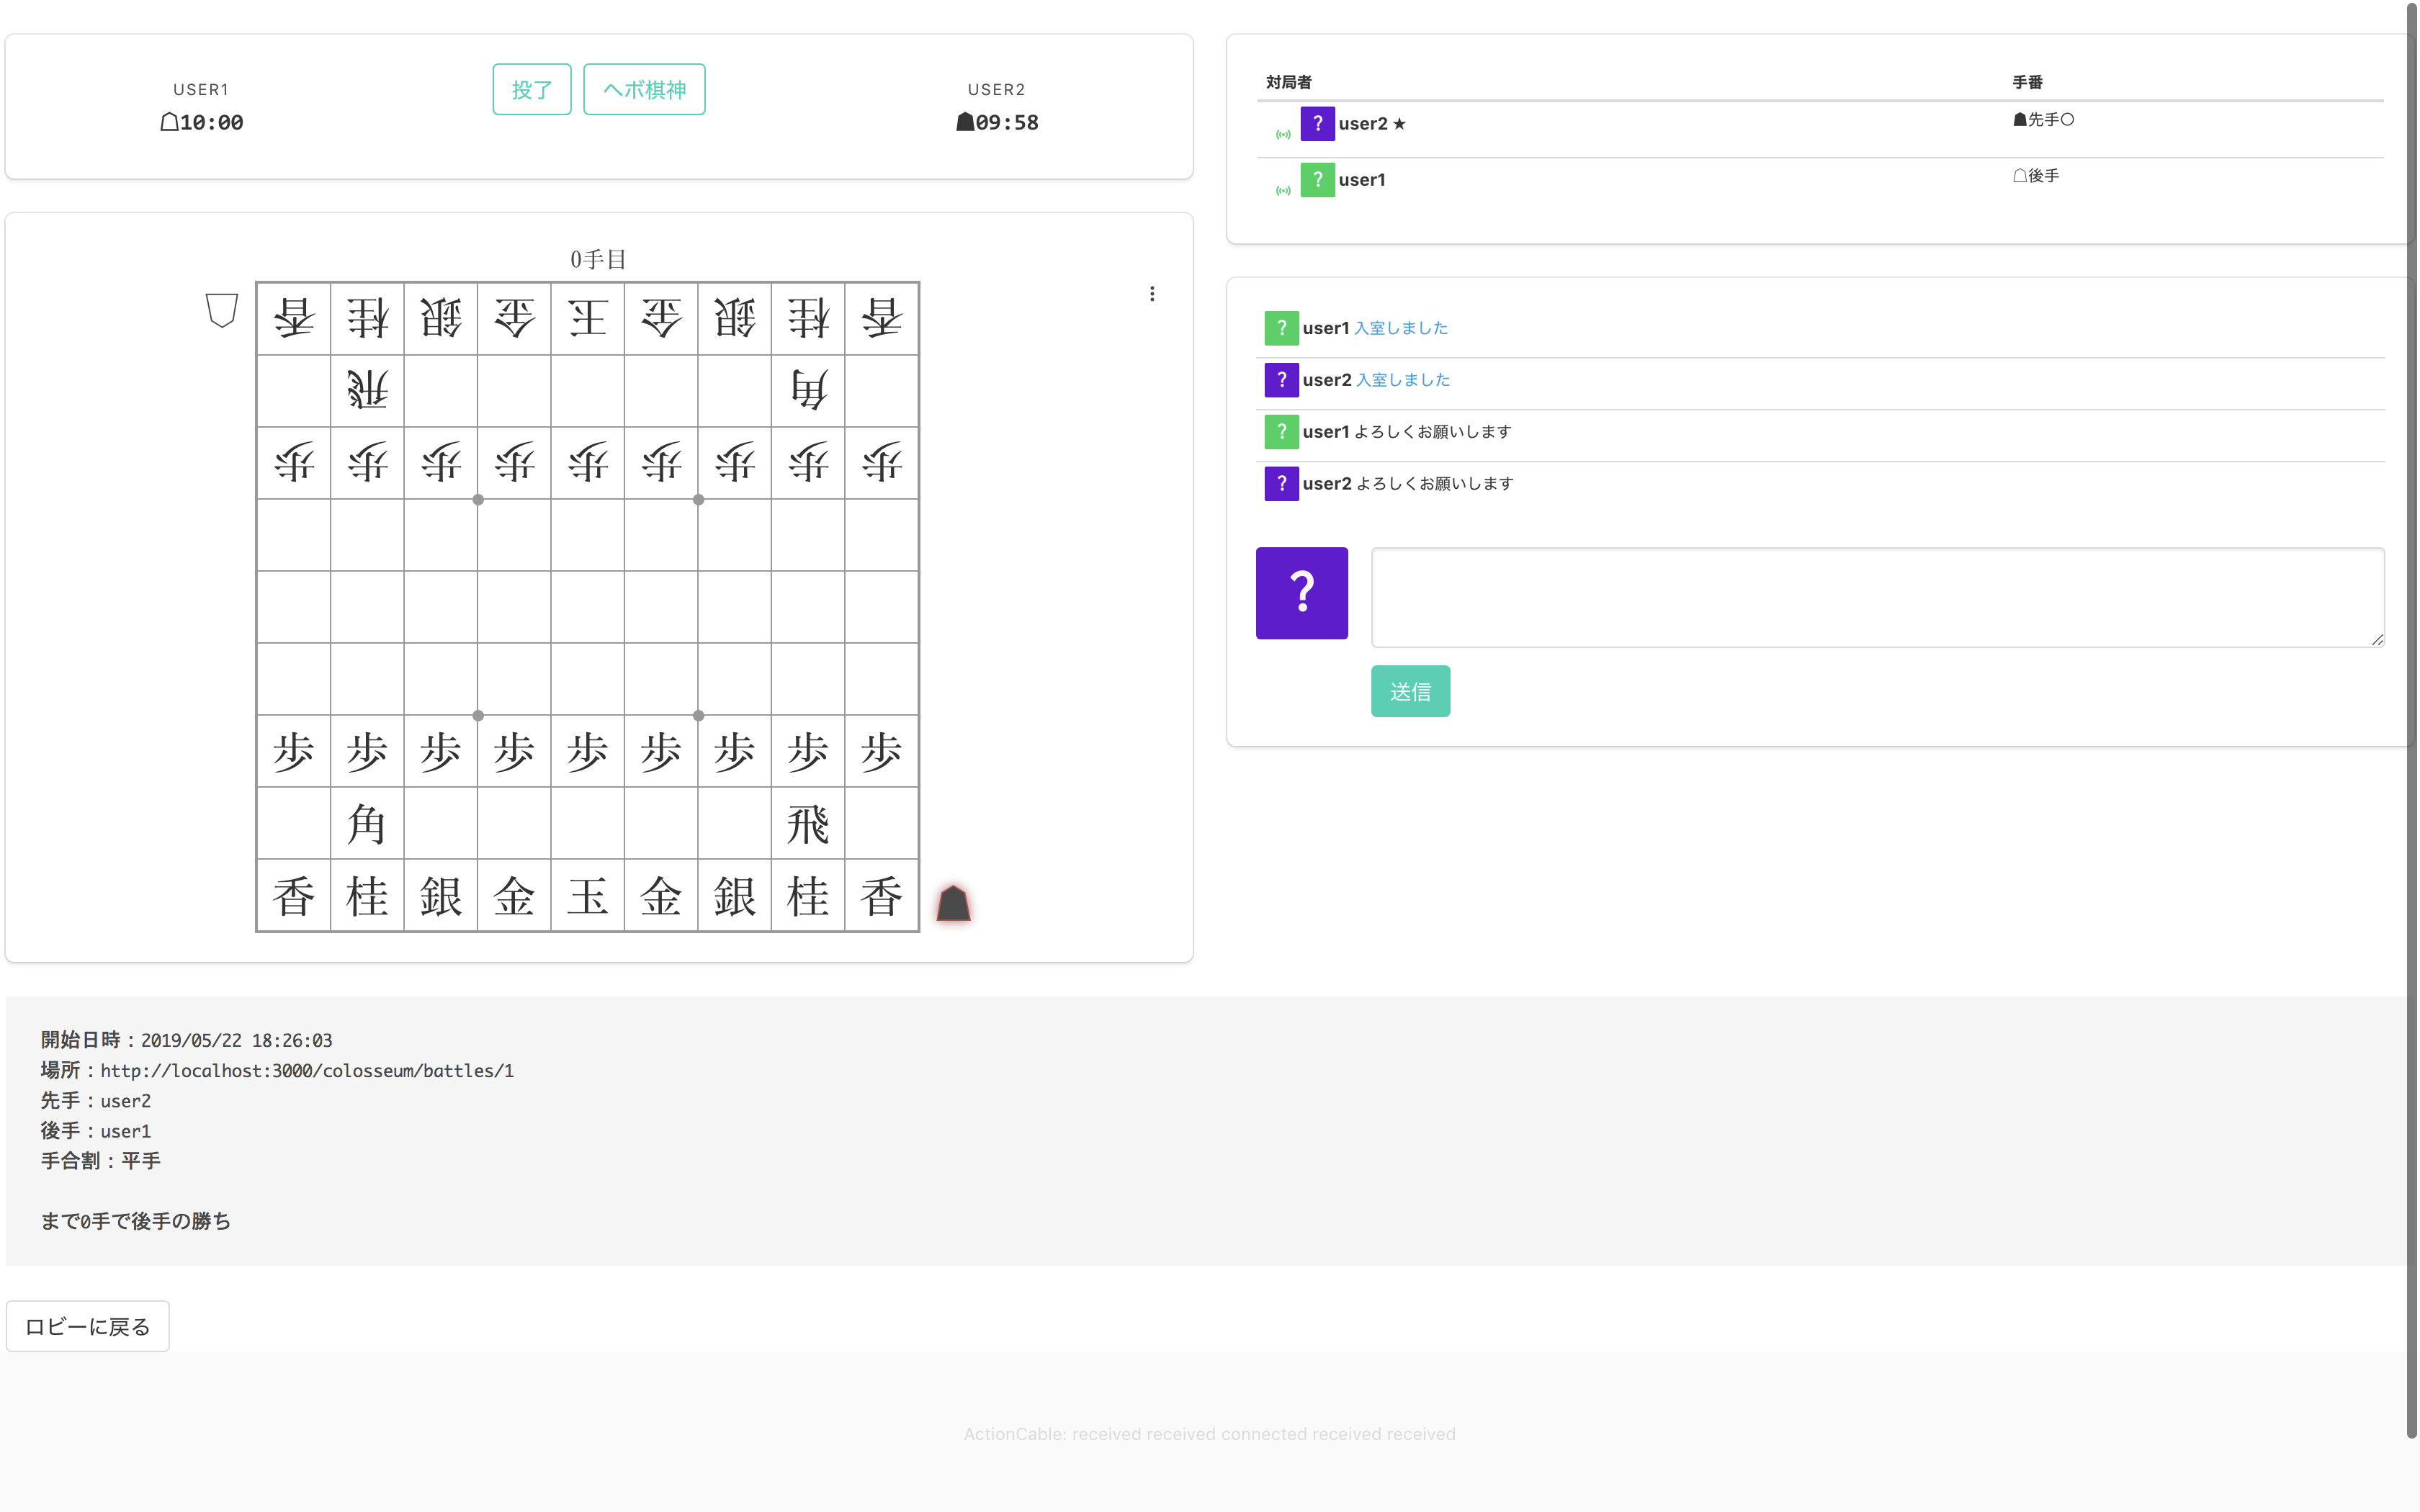 USER1
☖10:00
投了
ヘボ棋神
USER2
☗09:58
0手目
香桂銀金王金銀桂香
飛角
歩歩歩歩歩歩歩歩歩
歩歩歩歩歩歩歩歩歩
角飛
香桂銀金玉金銀桂香
対局者 手番
? user2 ★ ☗先手○
? user1 ☖後手
? user1 入室しました
? user2 入室しました
? user1 よろしくお願いします
? user2 よろしくお願いします
?
送信
開始日時：2019/05/22 18:26:03
場所：http://localhost:3000/colosseum/battles/1
先手：user2
後手：user1
手合割：平手
まで0手で後手の勝ち
ロビーに戻る
ActionCable: received received connected received received